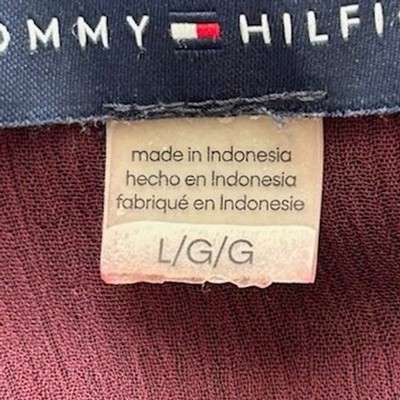 OMMY HILFI
made in Indonesia
hecho en Indonesia
fabriqué en Indonesie
L/G/G